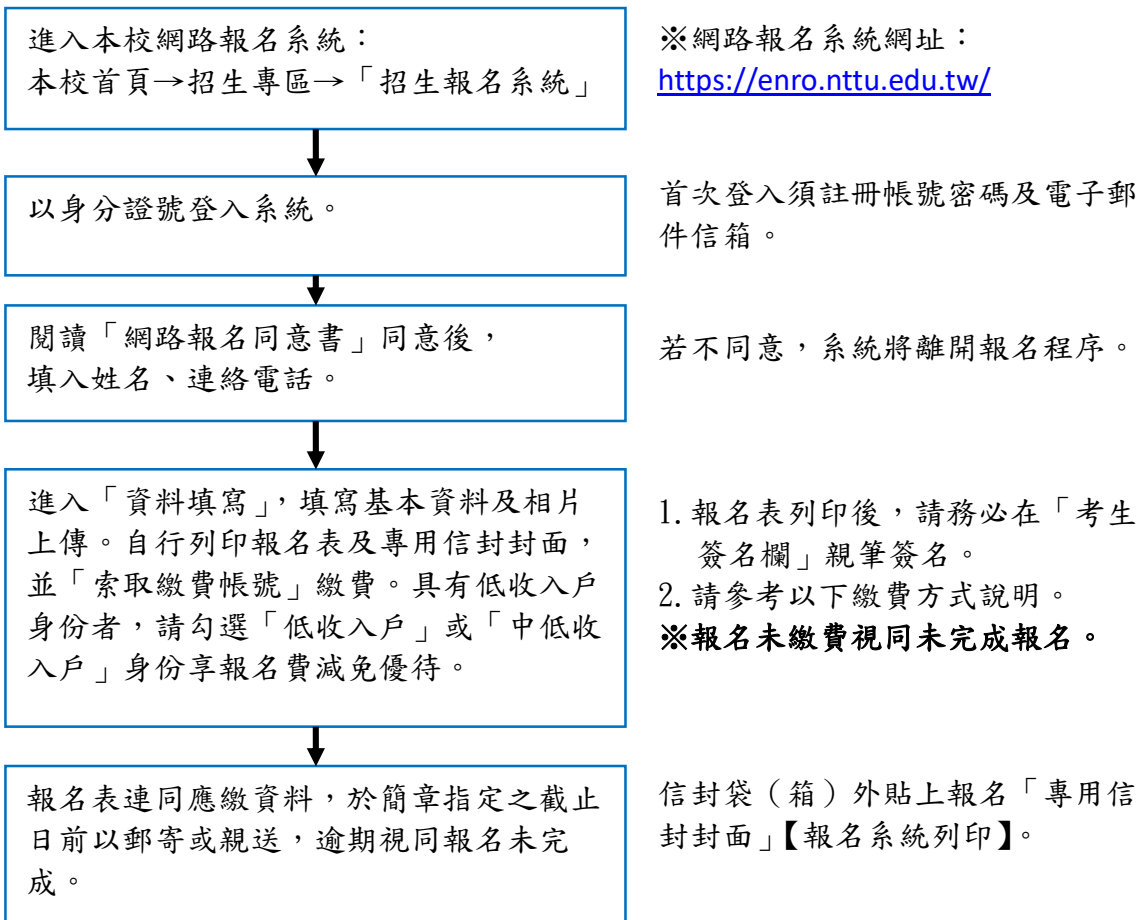 進入本校網路報名系統：
本校首頁→招生專區→「招生報名系統」
※網路報名系統網址：
https://enro.nttu.edu.tw/
以身分證號登入系統。
首次登入須註冊帳號密碼及電子郵
件信箱。
閱讀「網路報名同意書」同意後，
填入姓名、連絡電話。
若不同意，系統將離開報名程序。
進入「資料填寫」，填寫基本資料及相片
上傳。自行列印報名表及專用信封封面，
並「索取繳費帳號」繳費。具有低收入戶
身份者，請勾選「低收入戶」或「中低收
入戶」身份享報名費減免優待。
1.報名表列印後，請務必在「考生
簽名欄」親筆簽名。
2.請參考以下繳費方式說明。
※報名未繳費視同未完成報名。
報名表連同應繳資料，於簡章指定之截止
日前以郵寄或親送，逾期視同報名未完
成。
信封袋（箱）外貼上報名「專用信
封封面」【報名系統列印】。